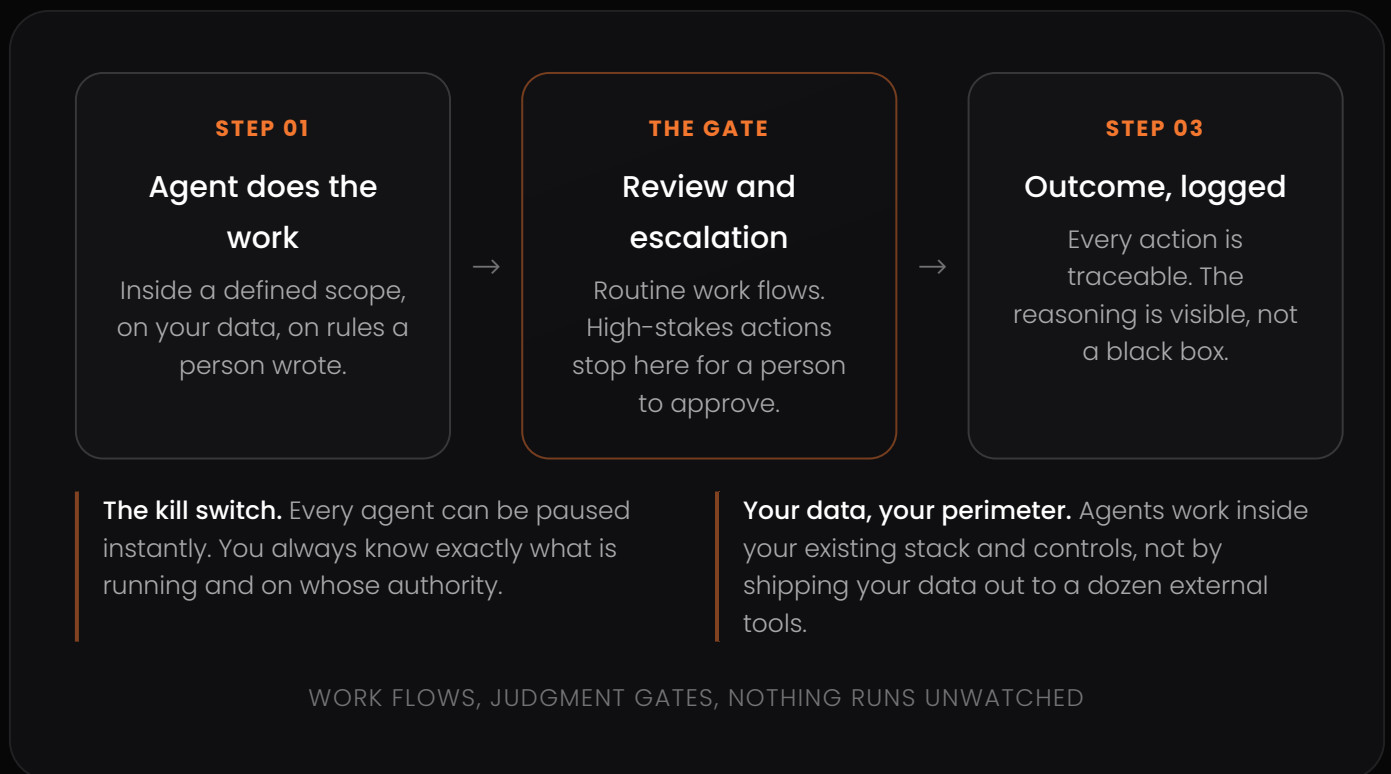 STEP 01
Agent does the
work
Inside a defined scope,
on your data, on rules a
person wrote.
→
THE GATE
Review and
escalation
Routine work flows.
High-stakes actions
stop here for a person
to approve.
→
STEP 03
Outcome, logged
Every action is
traceable. The
reasoning is visible, not
a black box.
The kill switch. Every agent can be paused
instantly. You always know exactly what is
running and on whose authority.
Your data, your perimeter. Agents work inside
your existing stack and controls, not by
shipping your data out to a dozen external
tools.
WORK FLOWS, JUDGMENT GATES, NOTHING RUNS UNWATCHED